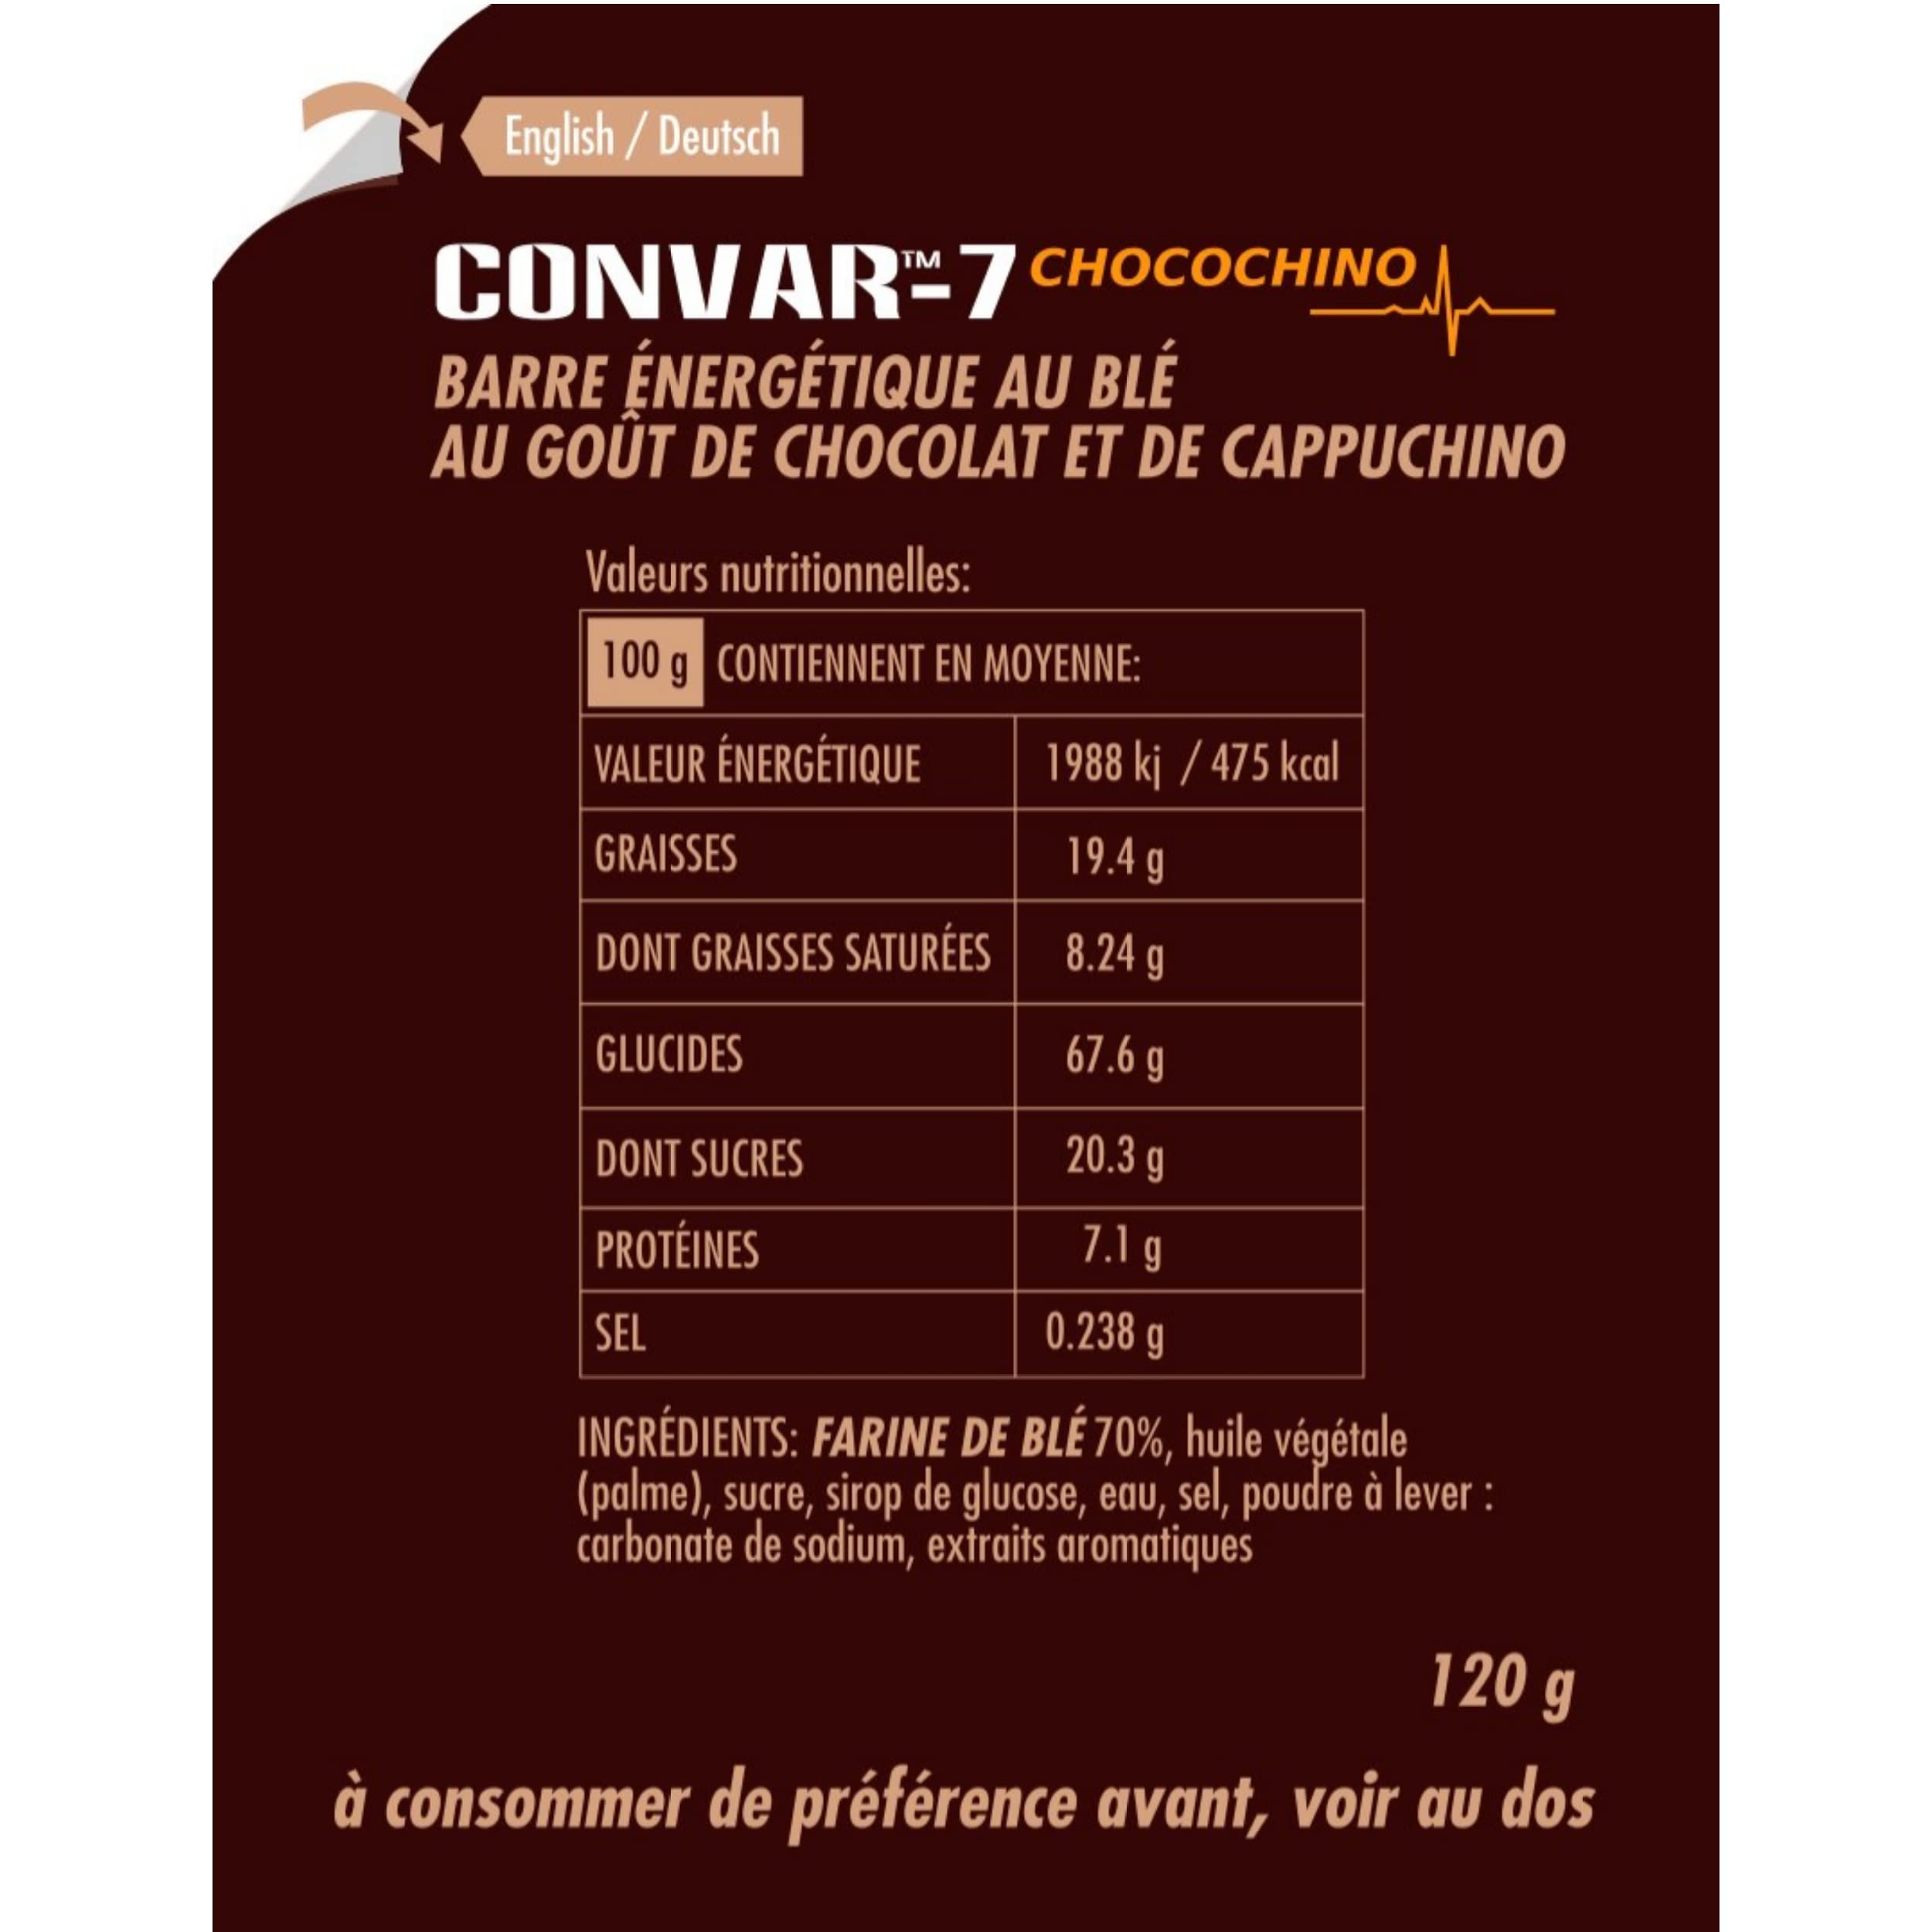 English / Deutsch
CONVAR™-7 CHOCOCHINO
BARRE ÉNERGÉTIQUE AU BLÉ
AU GOÛT DE CHOCOLAT ET DE CAPPUCHINO
Valeurs nutritionnelles:
100 g CONTIENNENT EN MOYENNE:
VALEUR ÉNERGÉTIQUE 1988 kj / 475 kcal
GRAISSES 19.4 g
DONT GRAISSES SATURÉES 8.24 g
GLUCIDES 67.6 g
DONT SUCRES 20.3 g
PROTÉINES 7.1 g
SEL 0.238 g
INGRÉDIENTS: FARINE DE BLÉ 70%, huile végétale
(palme), sucre, sirop de glucose, eau, sel, poudre à lever :
carbonate de sodium, extraits aromatiques
120 g
à consommer de préférence avant, voir au dos